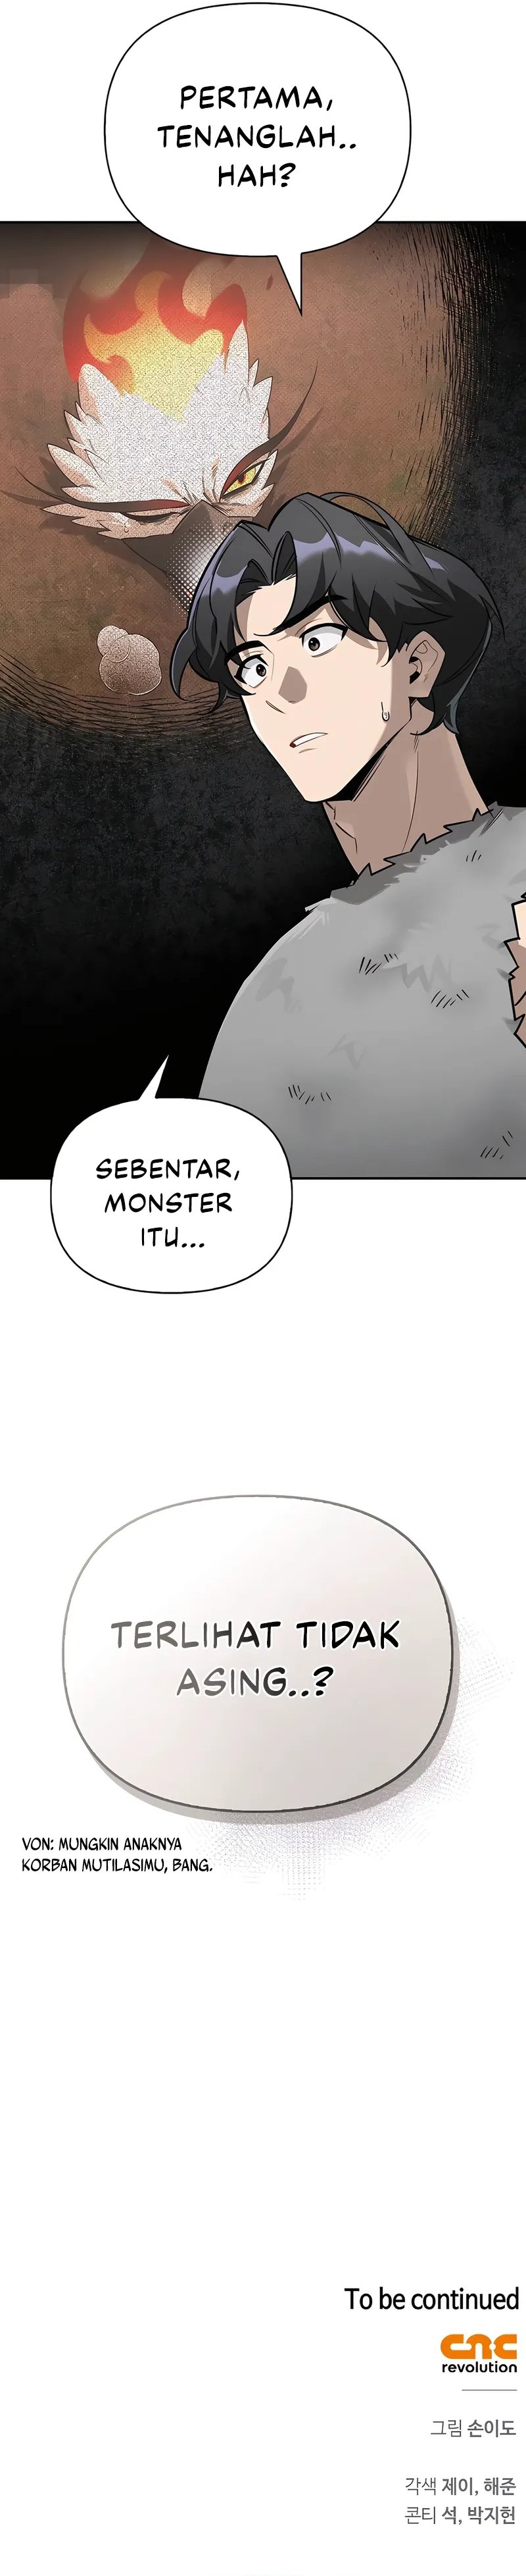 PERTAMA,
TENANGLAH..
HAH?
SEBENTAR,
MONSTER
ITU...
TERLIHAT TIDAK
ASING..?
VON: MUNGKIN ANAKNYA
KORBAN MUTILASIMU, BANG.
To be continued
CRC
revolution
그림 손이도
각색 제이, 해준
콘티 석, 박지헌